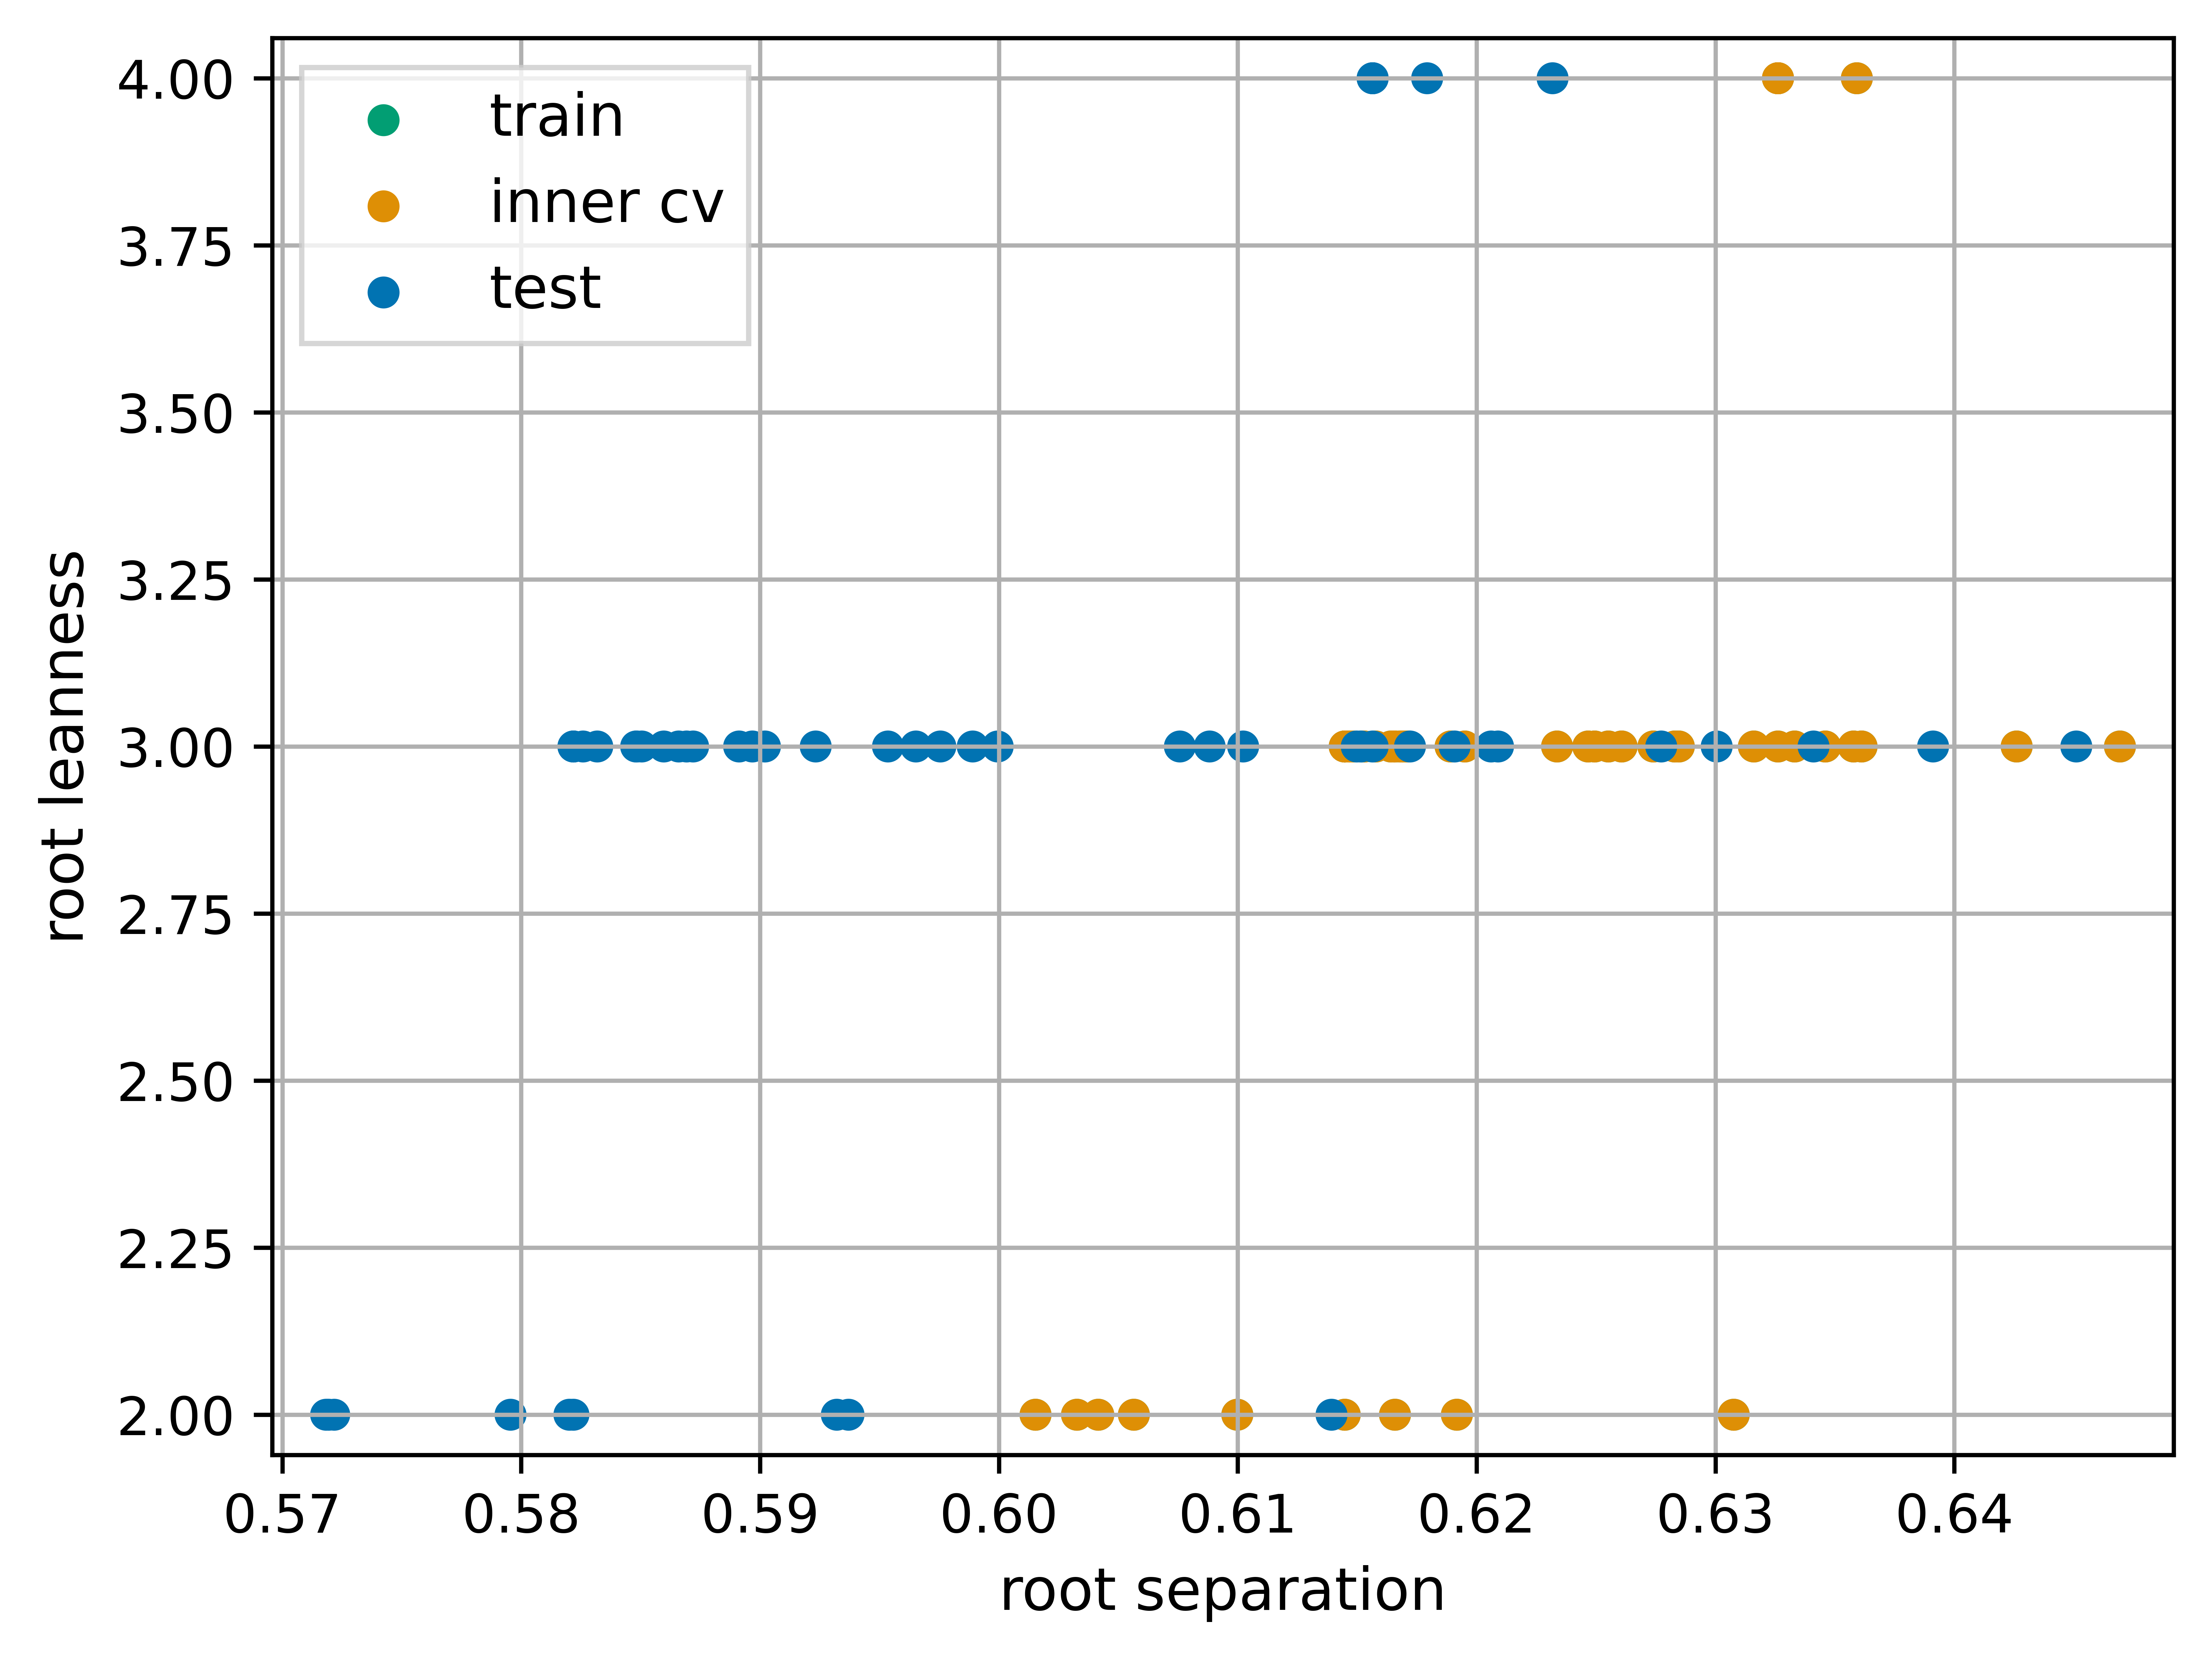 train
inner cv
test
4.00
3.75
3.50
3.25
3.00
2.75
2.50
2.25
2.00
root leanness
0.57 0.58 0.59 0.60 0.61 0.62 0.63 0.64
root separation